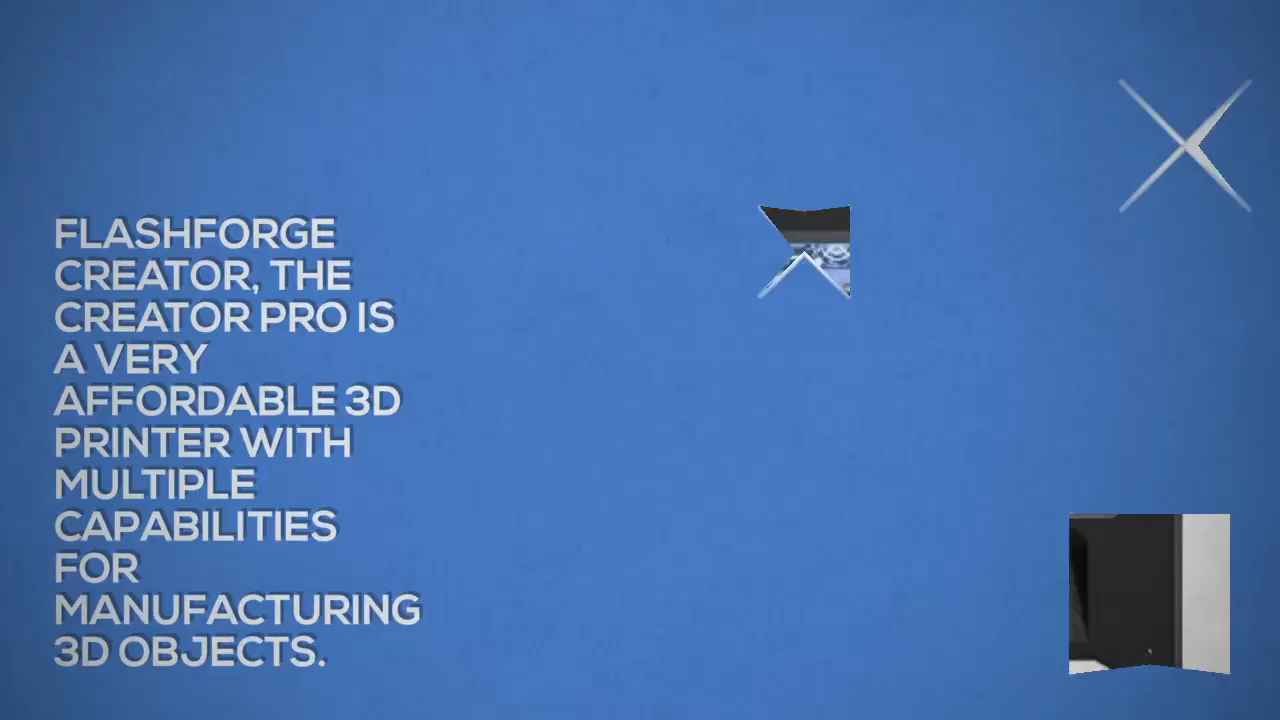 FLASHFORGE
CREATOR, THE
CREATOR PRO IS
A VERY
AFFORDABLE 3D
PRINTER WITH
MULTIPLE
CAPABILITIES
FOR
MANUFACTURING
3D OBJECTS.